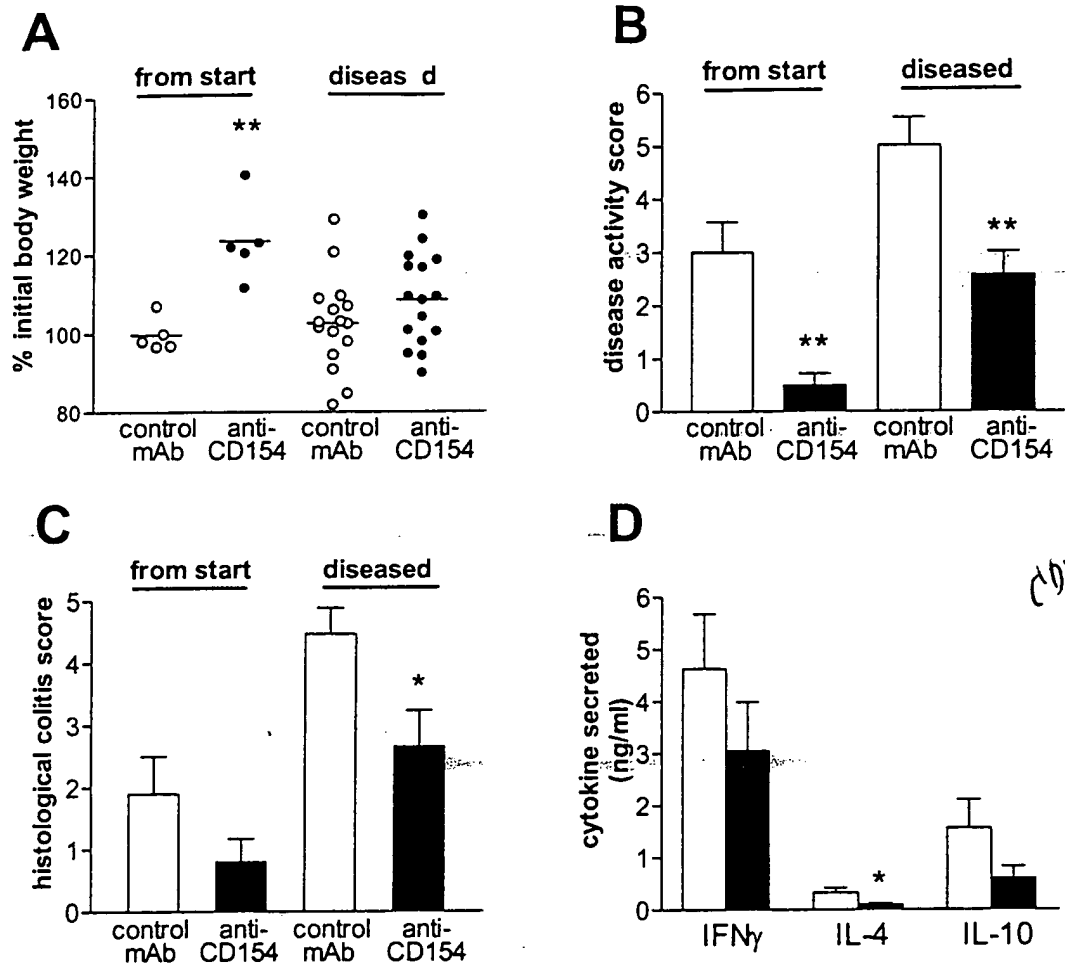 A
from start
diseas d
% initial body weight
160
140
120
100
80
**
control
mAb
anti-
CD154
control
mAb
anti-
CD154
B
from start
diseased
disease activity score
6
5
4
3
2
1
0
**
**
control
mAb
anti-
CD154
control
mAb
anti-
CD154
C
from start
diseased
histological colitis score
5
4
3
2
1
0
*
control
mAb
anti-
CD154
control
mAb
anti-
CD154
D
cytokine secreted
(ng/ml)
6
5
4
3
2
1
0
*
IFNγ
IL-4
IL-10